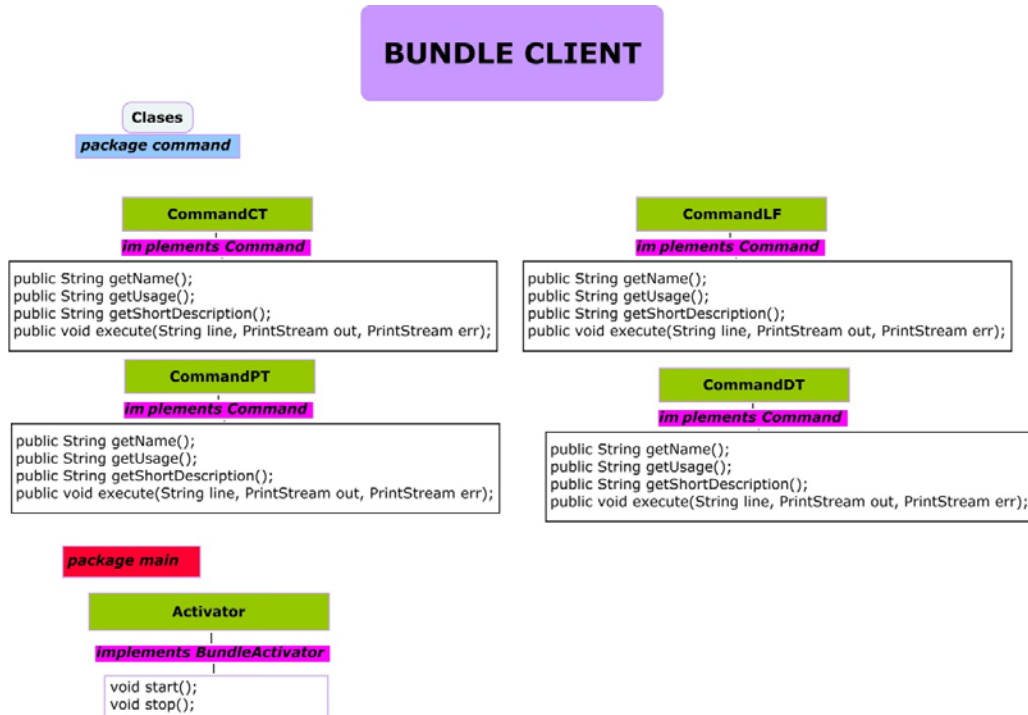 BUNDLE CLIENT
Clases
package command
CommandCT
im plements Command
public String getName();
public String getUsage();
public String getShortDescription();
public void execute(String line, PrintStream out, PrintStream err);
CommandLF
im plements Command
public String getName();
public String getUsage();
public String getShortDescription();
public void execute(String line, PrintStream out, PrintStream err);
CommandPT
im plements Command
public String getName();
public String getUsage();
public String getShortDescription();
public void execute(String line, PrintStream out, PrintStream err);
CommandDT
im plements Command
public String getName();
public String getUsage();
public String getShortDescription();
public void execute(String line, PrintStream out, PrintStream err);
package main
Activator
implements BundleActivator
void start();
void stop();